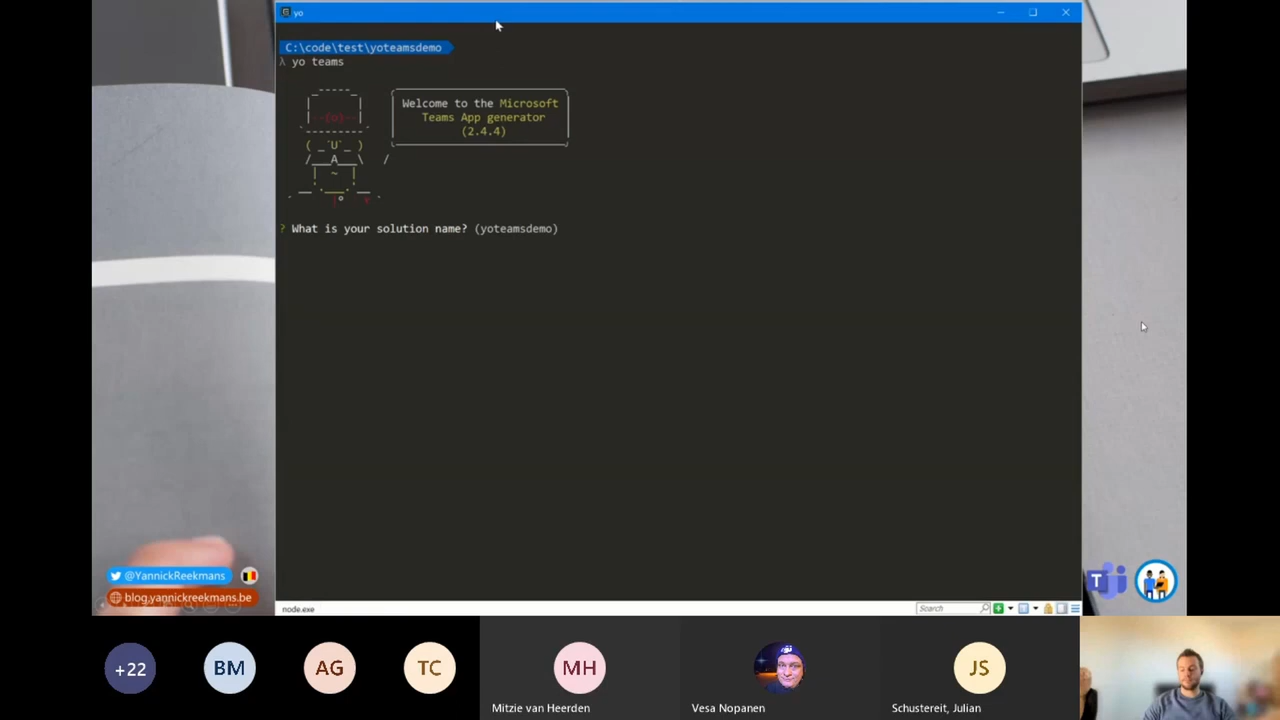 yo
C:\code\test\yoteamsdemo
λ yo teams
Welcome to the Microsoft
Teams App generator
(2.4.4)
? What is your solution name? (yoteamsdemo)
@YannickReekmans
blog.yannickreekmans.be
T
node.exe
Search
+22
BM
AG
TC
MH
JS
Mitzie van Heerden
Vesa Nopanen
Schustereit, Julian